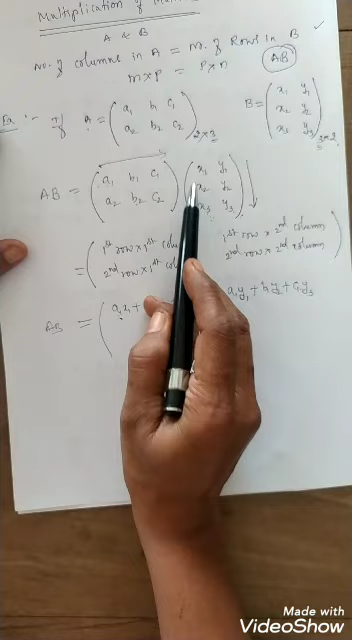 Multiplication of
A & B
No. of columns in A = No. of Rows in B ✓
m×p = p×n AB
Ex :- If A = ( a₁ b₁ c₁ B = ( x₁ y₁
a₂ b₂ c₂ )2×3 x₂ y₂
x₃ y₃ )3×2
AB = ( a₁ b₁ c₁ ) ( x₁ y₁
a₂ b₂ c₂ x₂ y₂
x₃ y₃ )
= ( 1st row × 1st 1st row × 2nd column
2nd row × 1st 2nd row × 2nd column )
AB = ( a₁x₁ + a₁y₁ + b₁y₂ + c₁y₃
Made with
VideoShow